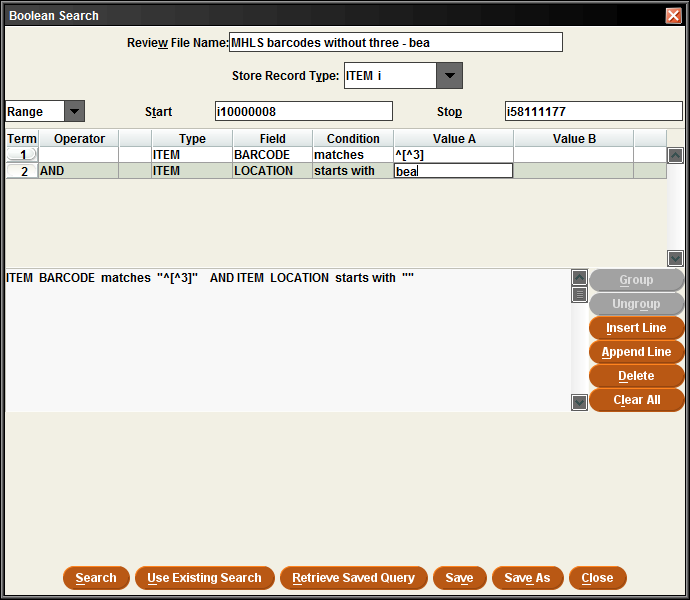 Boolean Search
Review File Name: MHLS barcodes without three - bea
Store Record Type: ITEM i
Range Start i10000008 Stop i58111177
Term Operator Type Field Condition Value A Value B
1 ITEM BARCODE matches ^[^3]
2 AND ITEM LOCATION starts with bea
ITEM BARCODE matches "^[^3]" AND ITEM LOCATION starts with ""
Group
Ungroup
Insert Line
Append Line
Delete
Clear All
Search Use Existing Search Retrieve Saved Query Save Save As Close